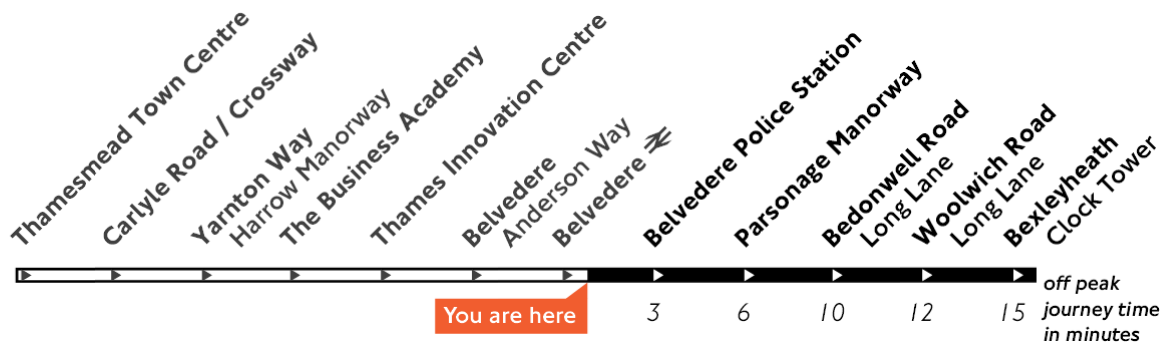 Thamesmead Town Centre
Carlyle Road / Crossway
Yarnton Way
Harrow Manorway
The Business Academy
Thames Innovation Centre
Belvedere
Anderson Way
Belvedere
Belvedere Police Station
Parsonage Manorway
Bedonwell Road
Long Lane
Woolwich Road
Long Lane
Bexleyheath
Clock Tower
You are here
3
6
10
12
15
off peak
journey time
in minutes